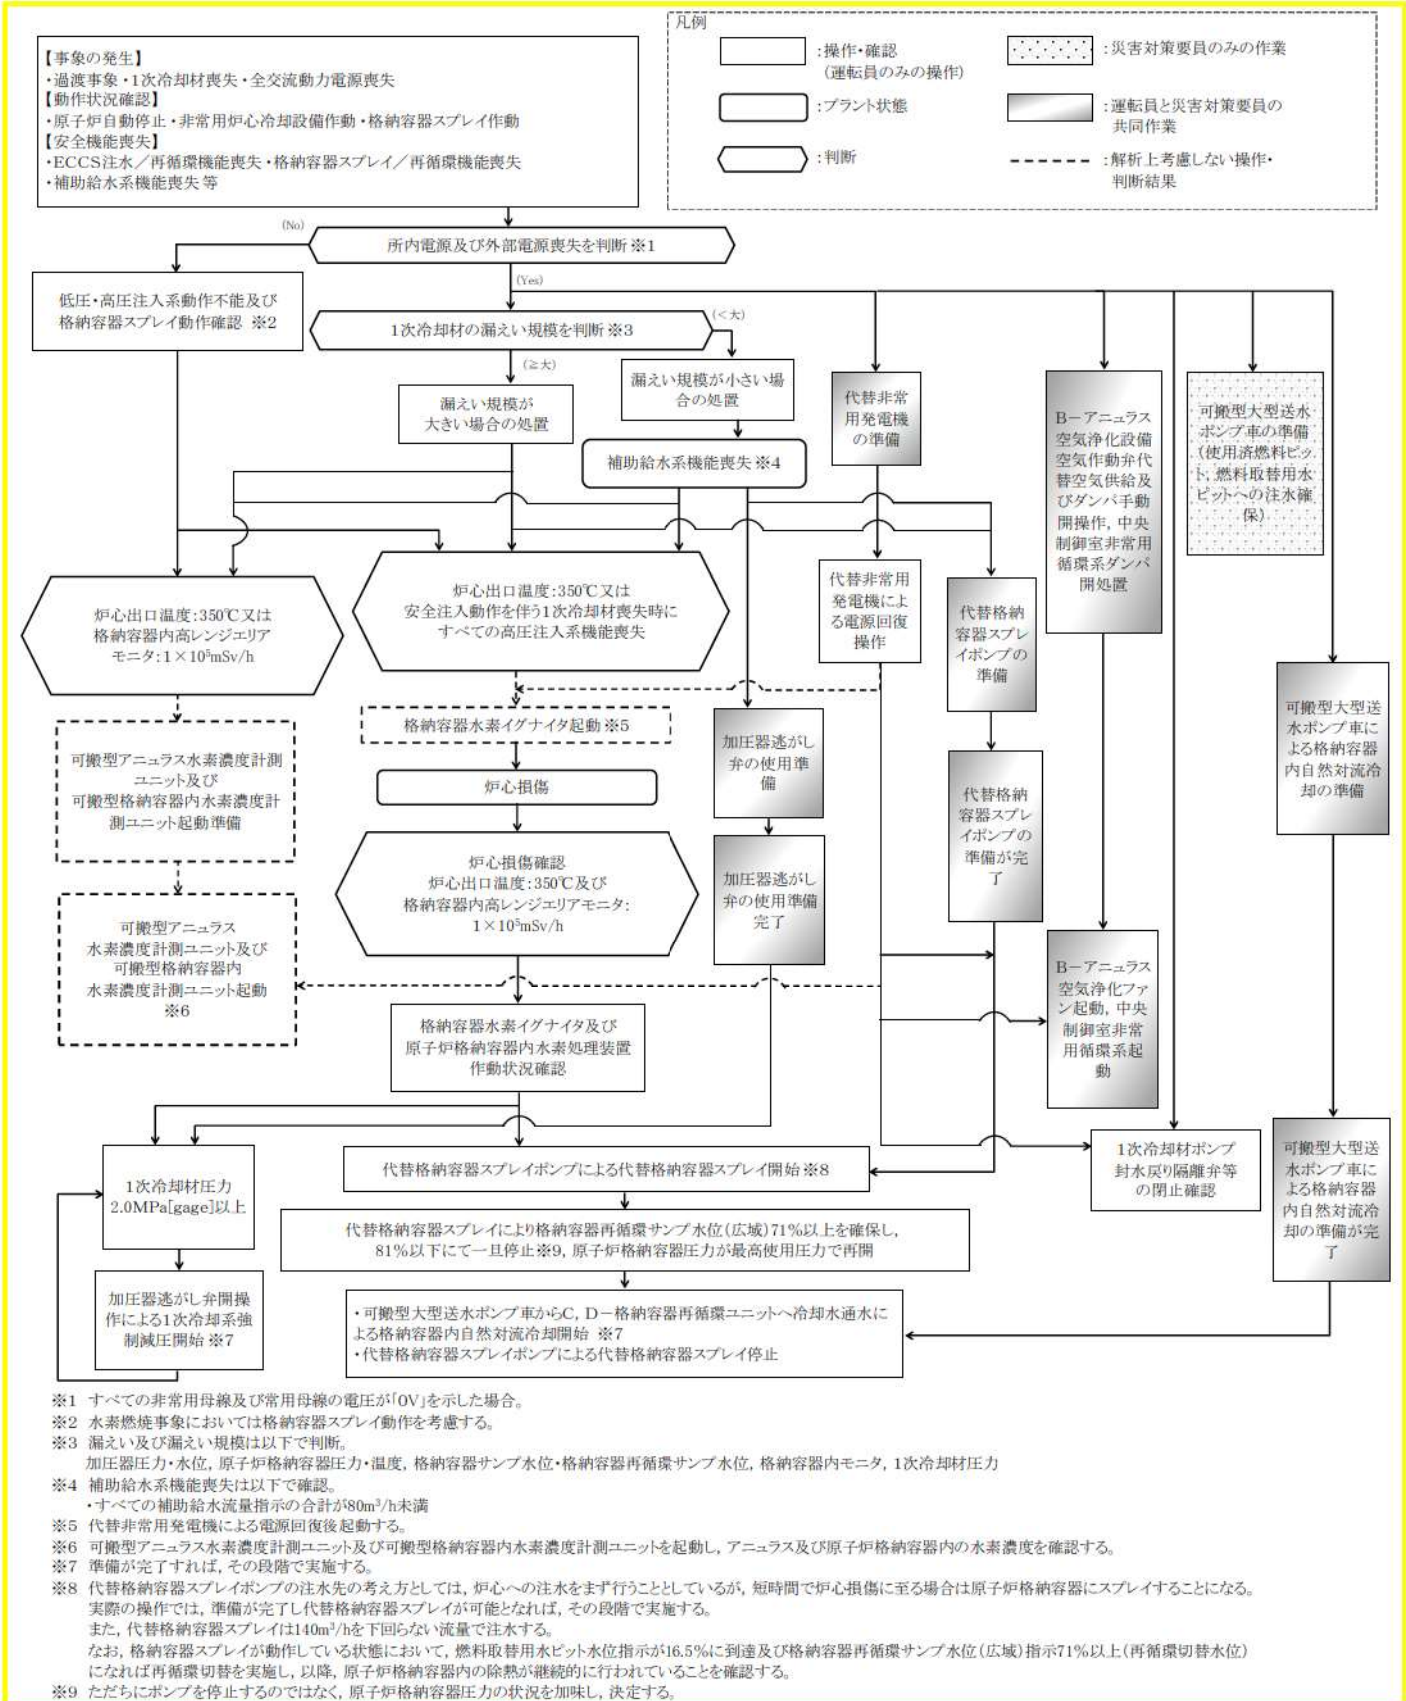 【事象の発生】
・過渡事象・1次冷却材喪失・全交流動力電源喪失
【動作状況確認】
・原子炉自動停止・非常用炉心冷却設備作動・格納容器スプレイ作動
【安全機能喪失】
・ECCS注水／再循環機能喪失・格納容器スプレイ／再循環機能喪失
・補助給水系機能喪失 等
凡例
:操作・確認
(運転員のみの操作)
:プラント状態
:判断
:災害対策要員のみの作業
:運転員と災害対策要員の
共同作業
:解析上考慮しない操作・
判断結果
(No)
所内電源及び外部電源喪失を判断 ※1
(Yes)
低圧・高圧注入系動作不能及び
格納容器スプレイ動作確認 ※2
1次冷却材の漏えい規模を判断 ※3
(＜大)
(≧大)
漏えい規模が
大きい場合の処置
漏えい規模が小さい場
合の処置
補助給水系機能喪失 ※4
代替非常
用発電機
の準備
B－アニュラス
空気浄化設備
空気作動弁代
替空気供給及
びダンパ手動
開操作, 中央
制御室非常用
循環系ダンパ
開処置
可搬型大型送水
ポンプ車の準備
(使用済燃料ピッ
ト, 燃料取替用水
ピットへの注水確
保)
炉心出口温度:350℃又は
格納容器内高レンジエリア
モニタ:1×10⁵mSv/h
炉心出口温度:350℃又は
安全注入動作を伴う1次冷却材喪失時に
すべての高圧注入系機能喪失
代替非常用
発電機によ
る電源回復
操作
代替格納
容器スプレ
イポンプの
準備
可搬型大型送
水ポンプ車に
よる格納容器
内自然対流冷
却の準備
格納容器水素イグナイタ起動 ※5
可搬型アニュラス水素濃度計測
ユニット及び
可搬型格納容器内水素濃度計
測ユニット起動準備
炉心損傷
加圧器逃がし
弁の使用準
備
代替格納
容器スプレ
イポンプの
準備が完
了
炉心損傷確認
炉心出口温度:350℃及び
格納容器内高レンジエリアモニタ:
1×10⁵mSv/h
加圧器逃がし
弁の使用準備
完了
可搬型アニュラス
水素濃度計測ユニット及び
可搬型格納容器内
水素濃度計測ユニット起動
※6
B－アニュラス
空気浄化ファ
ン起動, 中央
制御室非常
用循環系起
動
格納容器水素イグナイタ及び
原子炉格納容器内水素処理装置
作動状況確認
1次冷却材圧力
2.0MPa[gage]以上
代替格納容器スプレイポンプによる代替格納容器スプレイ開始 ※8
1次冷却材ポンプ
封水戻り隔離弁等
の閉止確認
可搬型大型送
水ポンプ車に
よる格納容器
内自然対流冷
却の準備が完
了
代替格納容器スプレイにより格納容器再循環サンプ水位(広域)71%以上を確保し,
81%以下にて一旦停止※9, 原子炉格納容器圧力が最高使用圧力で再開
加圧器逃がし弁開操
作による1次冷却系強
制減圧開始 ※7
・可搬型大型送水ポンプ車からC, D－格納容器再循環ユニットへ冷却水通水に
よる格納容器内自然対流冷却開始 ※7
・代替格納容器スプレイポンプによる代替格納容器スプレイ停止
※1 すべての非常用母線及び常用母線の電圧が「0V」を示した場合。
※2 水素燃焼事象においては格納容器スプレイ動作を考慮する。
※3 漏えい及び漏えい規模は以下で判断。
加圧器圧力・水位, 原子炉格納容器圧力・温度, 格納容器サンプ水位・格納容器再循環サンプ水位, 格納容器内モニタ, 1次冷却材圧力
※4 補助給水系機能喪失は以下で確認。
・すべての補助給水流量指示の合計が80m³/h未満
※5 代替非常用発電機による電源回復後起動する。
※6 可搬型アニュラス水素濃度計測ユニット及び可搬型格納容器内水素濃度計測ユニットを起動し, アニュラス及び原子炉格納容器内の水素濃度を確認する。
※7 準備が完了すれば, その段階で実施する。
※8 代替格納容器スプレイポンプの注水先の考え方としては, 炉心への注水をまず行うこととしているが, 短時間で炉心損傷に至る場合は原子炉格納容器にスプレイすることになる。
実際の操作では, 準備が完了し代替格納容器スプレイが可能となれば, その段階で実施する。
また, 代替格納容器スプレイは140m³/hを下回らない流量で注水する。
なお, 格納容器スプレイが動作している状態において, 燃料取替用水ピット水位指示が16.5%に到達及び格納容器再循環サンプ水位(広域)指示71%以上(再循環切替水位)
になれば再循環切替を実施し, 以降, 原子炉格納容器内の除熱が継続的に行われていることを確認する。
※9 ただちにポンプを停止するのではなく, 原子炉格納容器圧力の状況を加味し, 決定する。